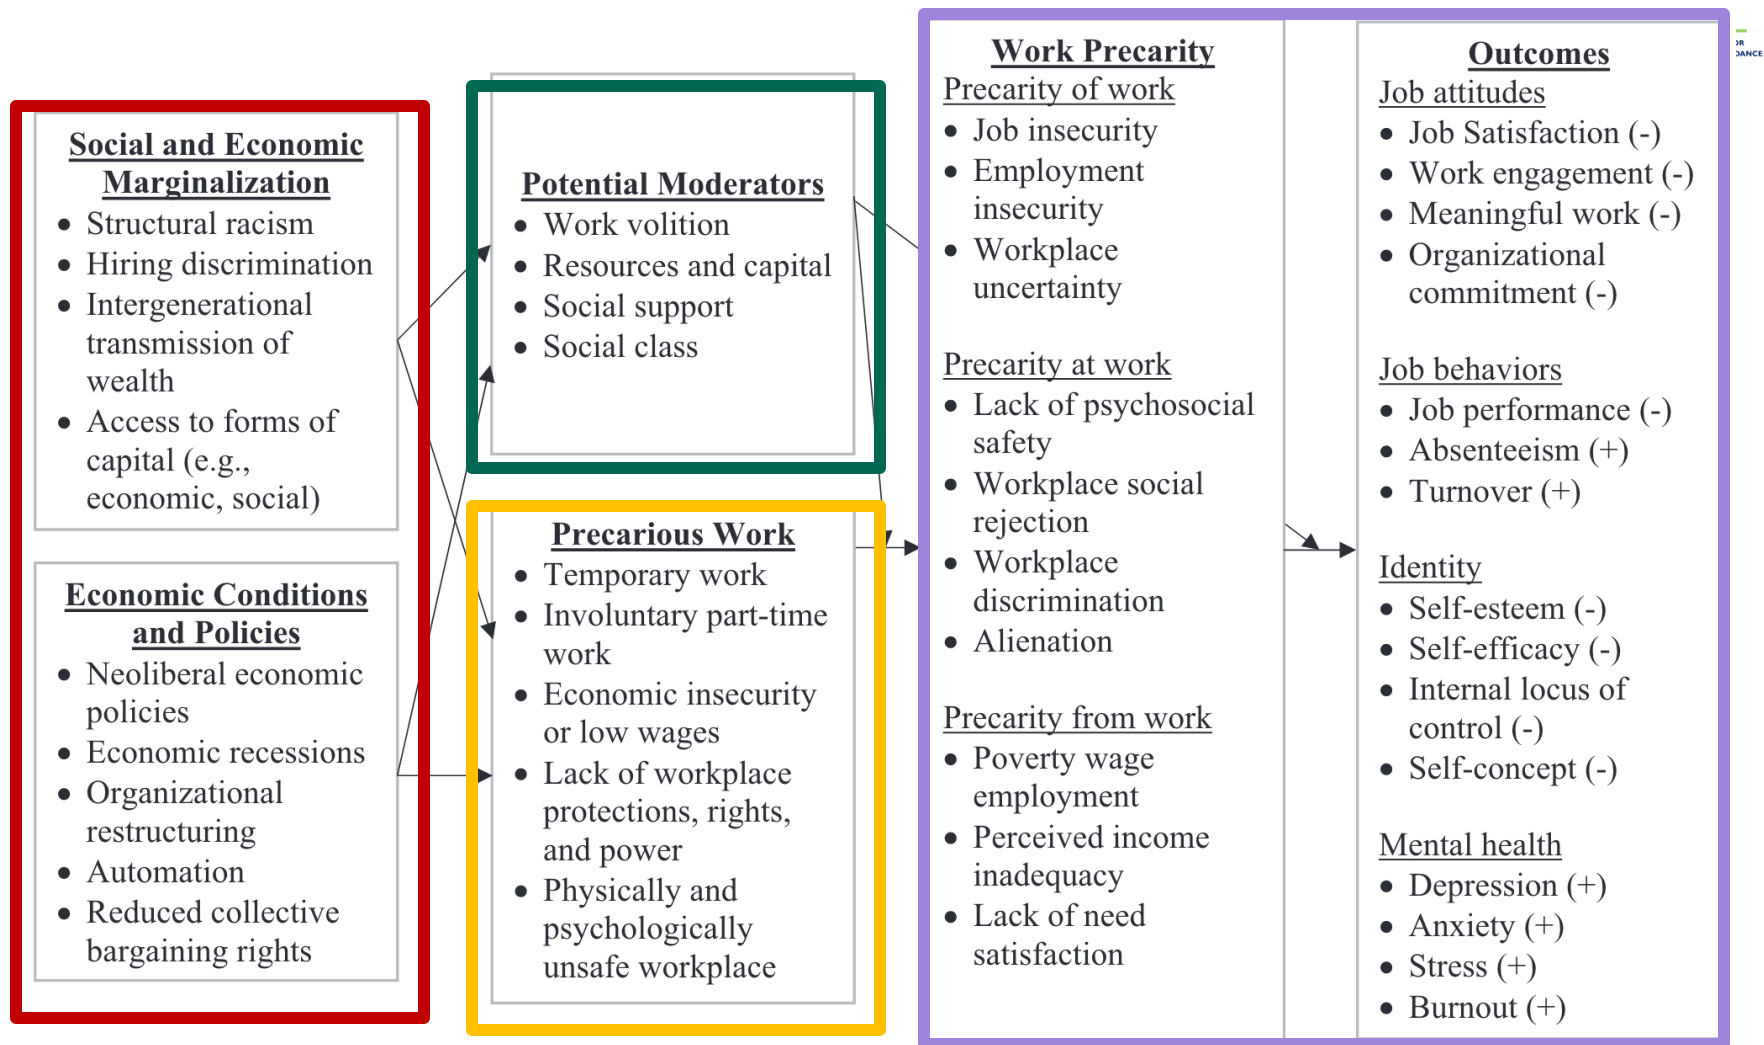 Social and Economic
Marginalization
• Structural racism
• Hiring discrimination
• Intergenerational
transmission of
wealth
• Access to forms of
capital (e.g.,
economic, social)
Economic Conditions
and Policies
• Neoliberal economic
policies
• Economic recessions
• Organizational
restructuring
• Automation
• Reduced collective
bargaining rights
Potential Moderators
• Work volition
• Resources and capital
• Social support
• Social class
Precarious Work
• Temporary work
• Involuntary part-time
work
• Economic insecurity
or low wages
• Lack of workplace
protections, rights,
and power
• Physically and
psychologically
unsafe workplace
Work Precarity
Precarity of work
• Job insecurity
• Employment
insecurity
• Workplace
uncertainty
Precarity at work
• Lack of psychosocial
safety
• Workplace social
rejection
• Workplace
discrimination
• Alienation
Precarity from work
• Poverty wage
employment
• Perceived income
inadequacy
• Lack of need
satisfaction
Outcomes
Job attitudes
• Job Satisfaction (-)
• Work engagement (-)
• Meaningful work (-)
• Organizational
commitment (-)
Job behaviors
• Job performance (-)
• Absenteeism (+)
• Turnover (+)
Identity
• Self-esteem (-)
• Self-efficacy (-)
• Internal locus of
control (-)
• Self-concept (-)
Mental health
• Depression (+)
• Anxiety (+)
• Stress (+)
• Burnout (+)